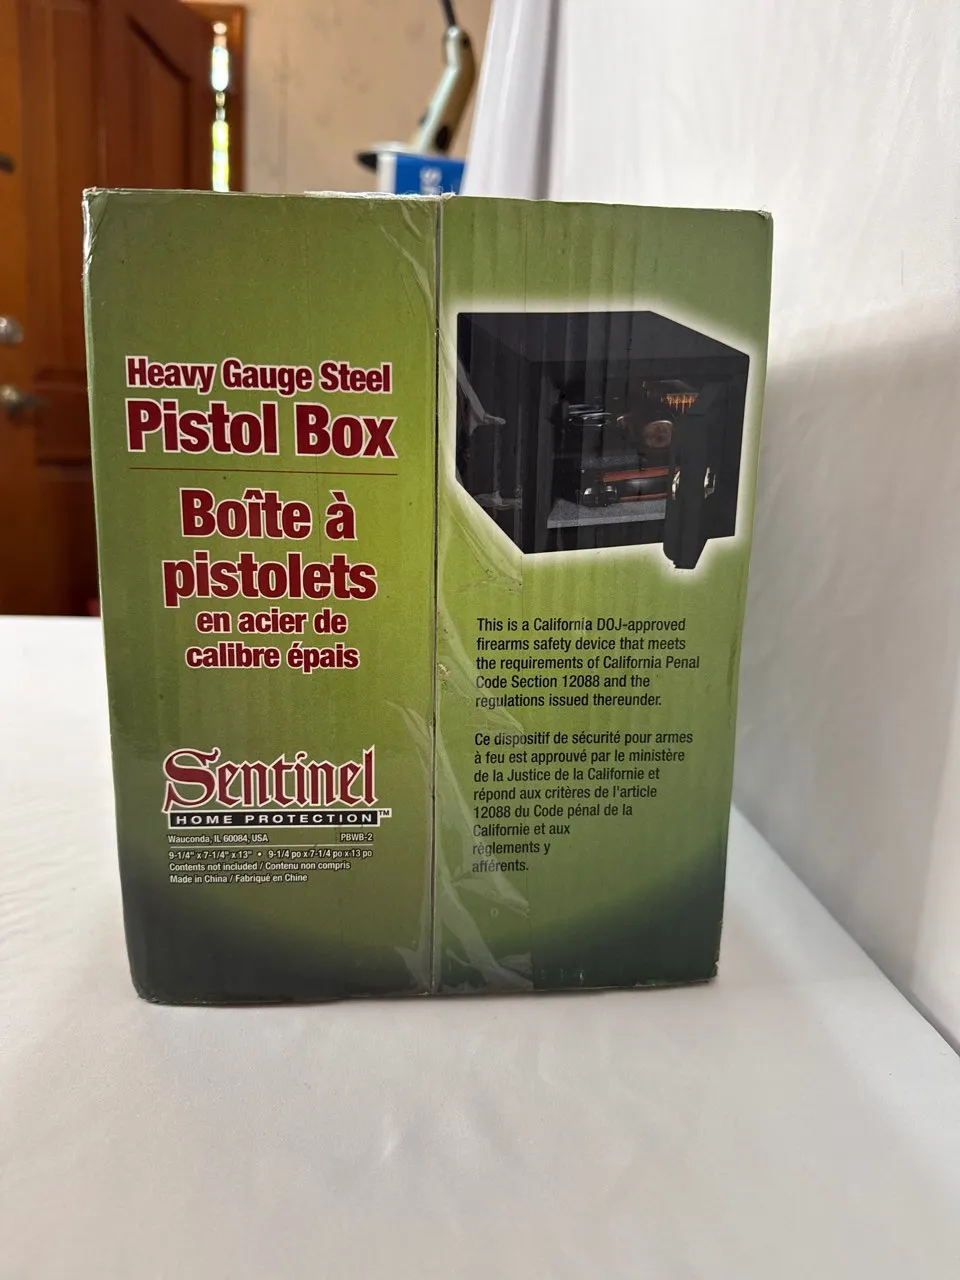 Heavy Gauge Steel
Pistol Box
Boîte à
pistolets
en acier de
calibre épais
Sentinel
HOME PROTECTION™
Wauconda, IL 60084, USA PBWB-2
9-1/4" x 7-1/4" x 13" • 9-1/4 po x 7-1/4 po x 13 po
Contents not included / Contenu non compris
Made in China / Fabriqué en Chine
This is a California DOJ-approved
firearms safety device that meets
the requirements of California Penal
Code Section 12088 and the
regulations issued thereunder.
Ce dispositif de sécurité pour armes
à feu est approuvé par le ministère
de la Justice de la Californie et
répond aux critères de l'article
12088 du Code pénal de la
Californie et aux
règlements y
afférents.